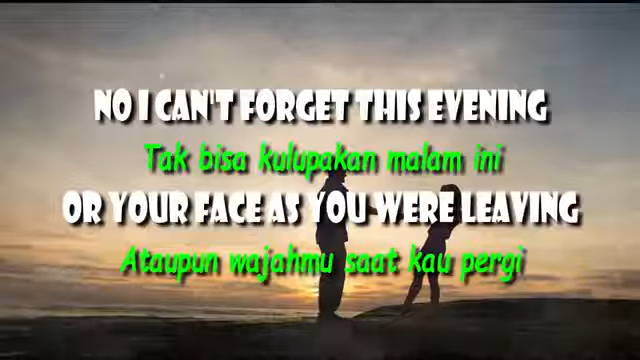 NO I CAN'T FORGET THIS EVENING
Tak bisa kulupakan malam ini
OR YOUR FACE AS YOU WERE LEAVING
Ataupun wajahmu saat kau pergi